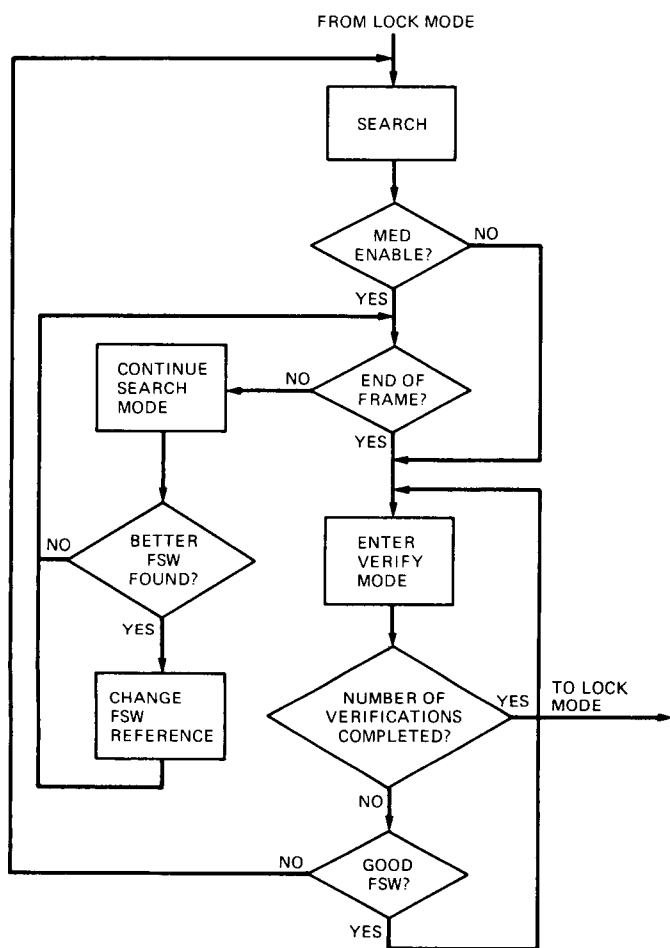 FROM LOCK MODE
SEARCH
MED
ENABLE?
NO
YES
CONTINUE
SEARCH
MODE
NO
END OF
FRAME?
YES
NO
BETTER
FSW
FOUND?
YES
ENTER
VERIFY
MODE
CHANGE
FSW
REFERENCE
NUMBER OF
VERIFICATIONS
COMPLETED?
YES
TO LOCK
MODE
NO
NO
GOOD
FSW?
YES